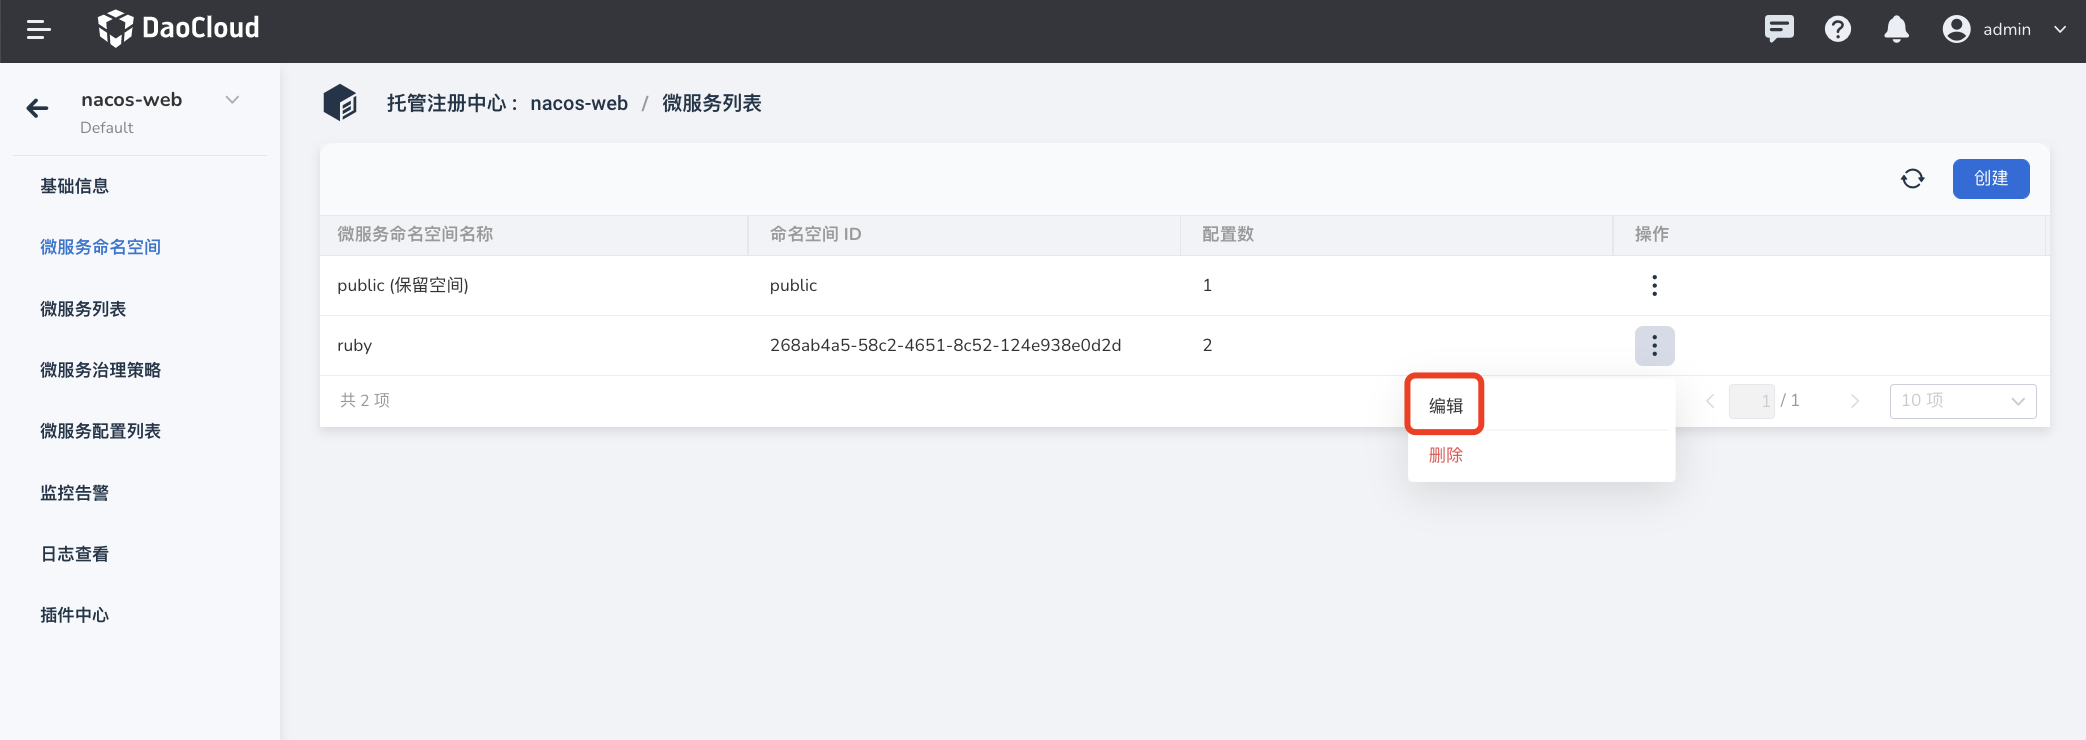 DaoCloud
admin
nacos-web
Default
基础信息
微服务命名空间
微服务列表
微服务治理策略
微服务配置列表
监控告警
日志查看
插件中心
托管注册中心 : nacos-web / 微服务列表
创建
微服务命名空间名称 命名空间 ID 配置数 操作
public (保留空间) public 1
ruby 268ab4a5-58c2-4651-8c52-124e938e0d2d 2
共 2 项 1 / 1 10 项
编辑
删除